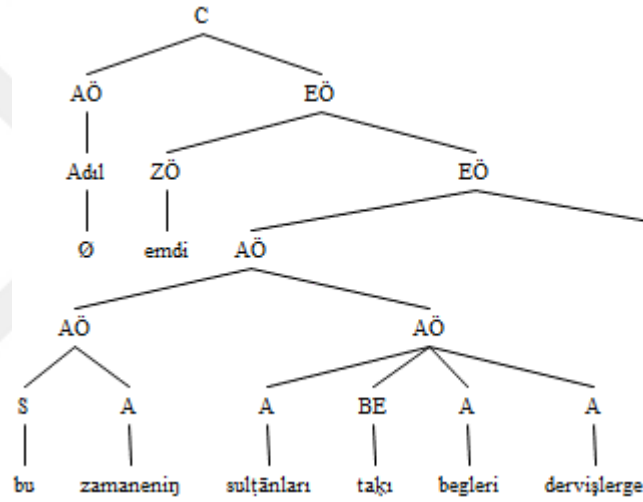 C
AÖ EÖ
Adıl ZÖ EÖ
Ø emdi AÖ
AÖ AÖ
S A A BE A A
bu zamaneniŋ sulṭānları taḳı begleri dervişlerge